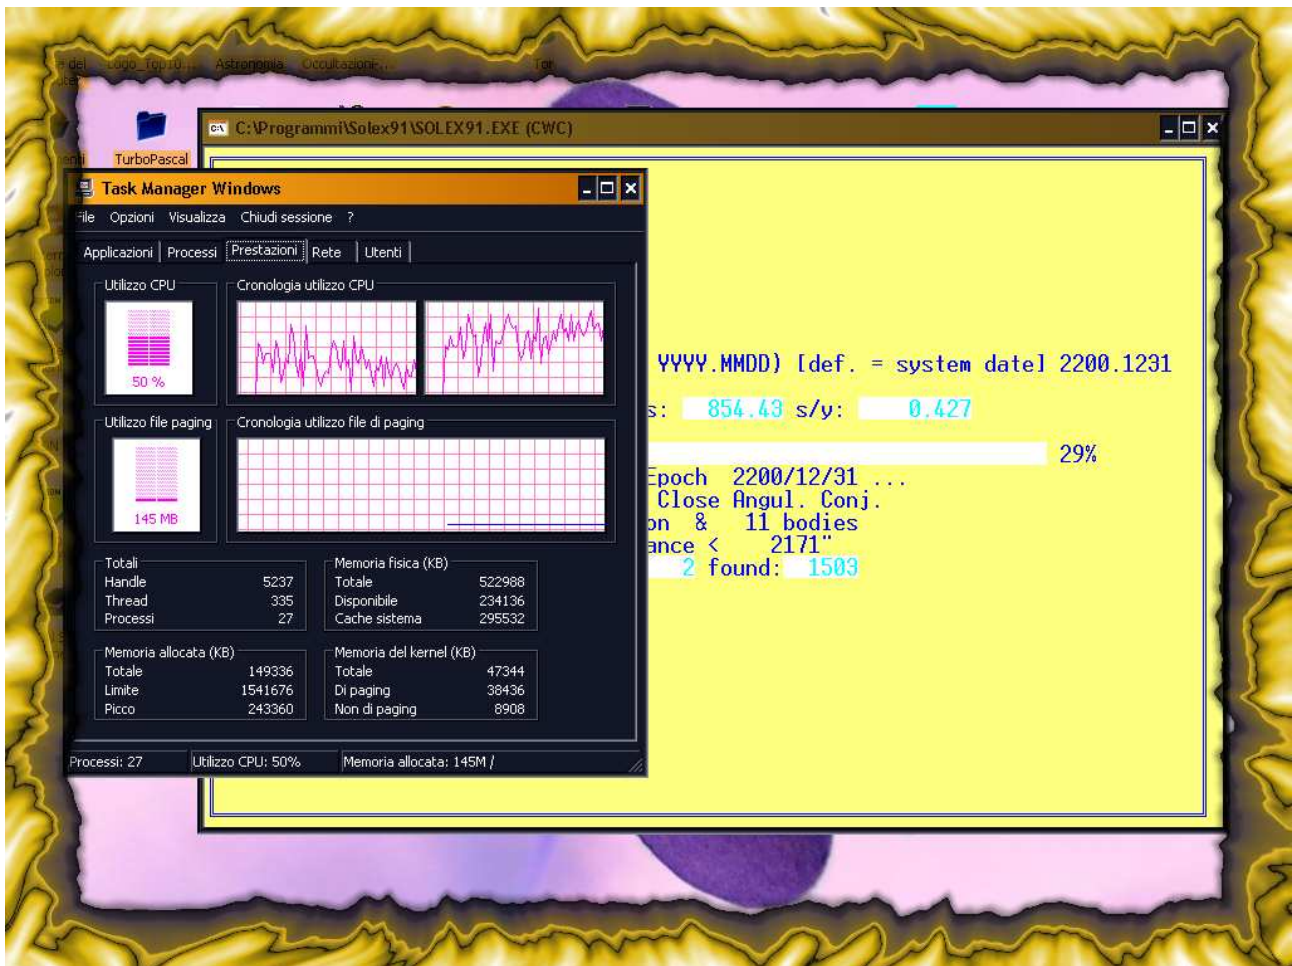 Logo_Top10... Astronomia Occultazioni-... Tor
TurboPascal
C:\Programmi\Solex91\SOLEX91.EXE (CWC)
Task Manager Windows
File Opzioni Visualizza Chiudi sessione ?
Applicazioni Processi Prestazioni Rete Utenti
Utilizzo CPU Cronologia utilizzo CPU
50 %
Utilizzo file paging Cronologia utilizzo file di paging
145 MB
Totali
Handle 5237
Thread 335
Processi 27
Memoria fisica (KB)
Totale 522988
Disponibile 234136
Cache sistema 295532
Memoria allocata (KB)
Totale 149336
Limite 1541676
Picco 243360
Memoria del kernel (KB)
Totale 47344
Di paging 38436
Non di paging 8908
Processi: 27 Utilizzo CPU: 50% Memoria allocata: 145M /
YYYY.MMDD) [def. = system date] 2200.1231
s: 854.43 s/y: 0.427
29%
Epoch 2200/12/31 ...
Close Angul. Conj.
on & 11 bodies
ance < 2171"
2 found: 1503